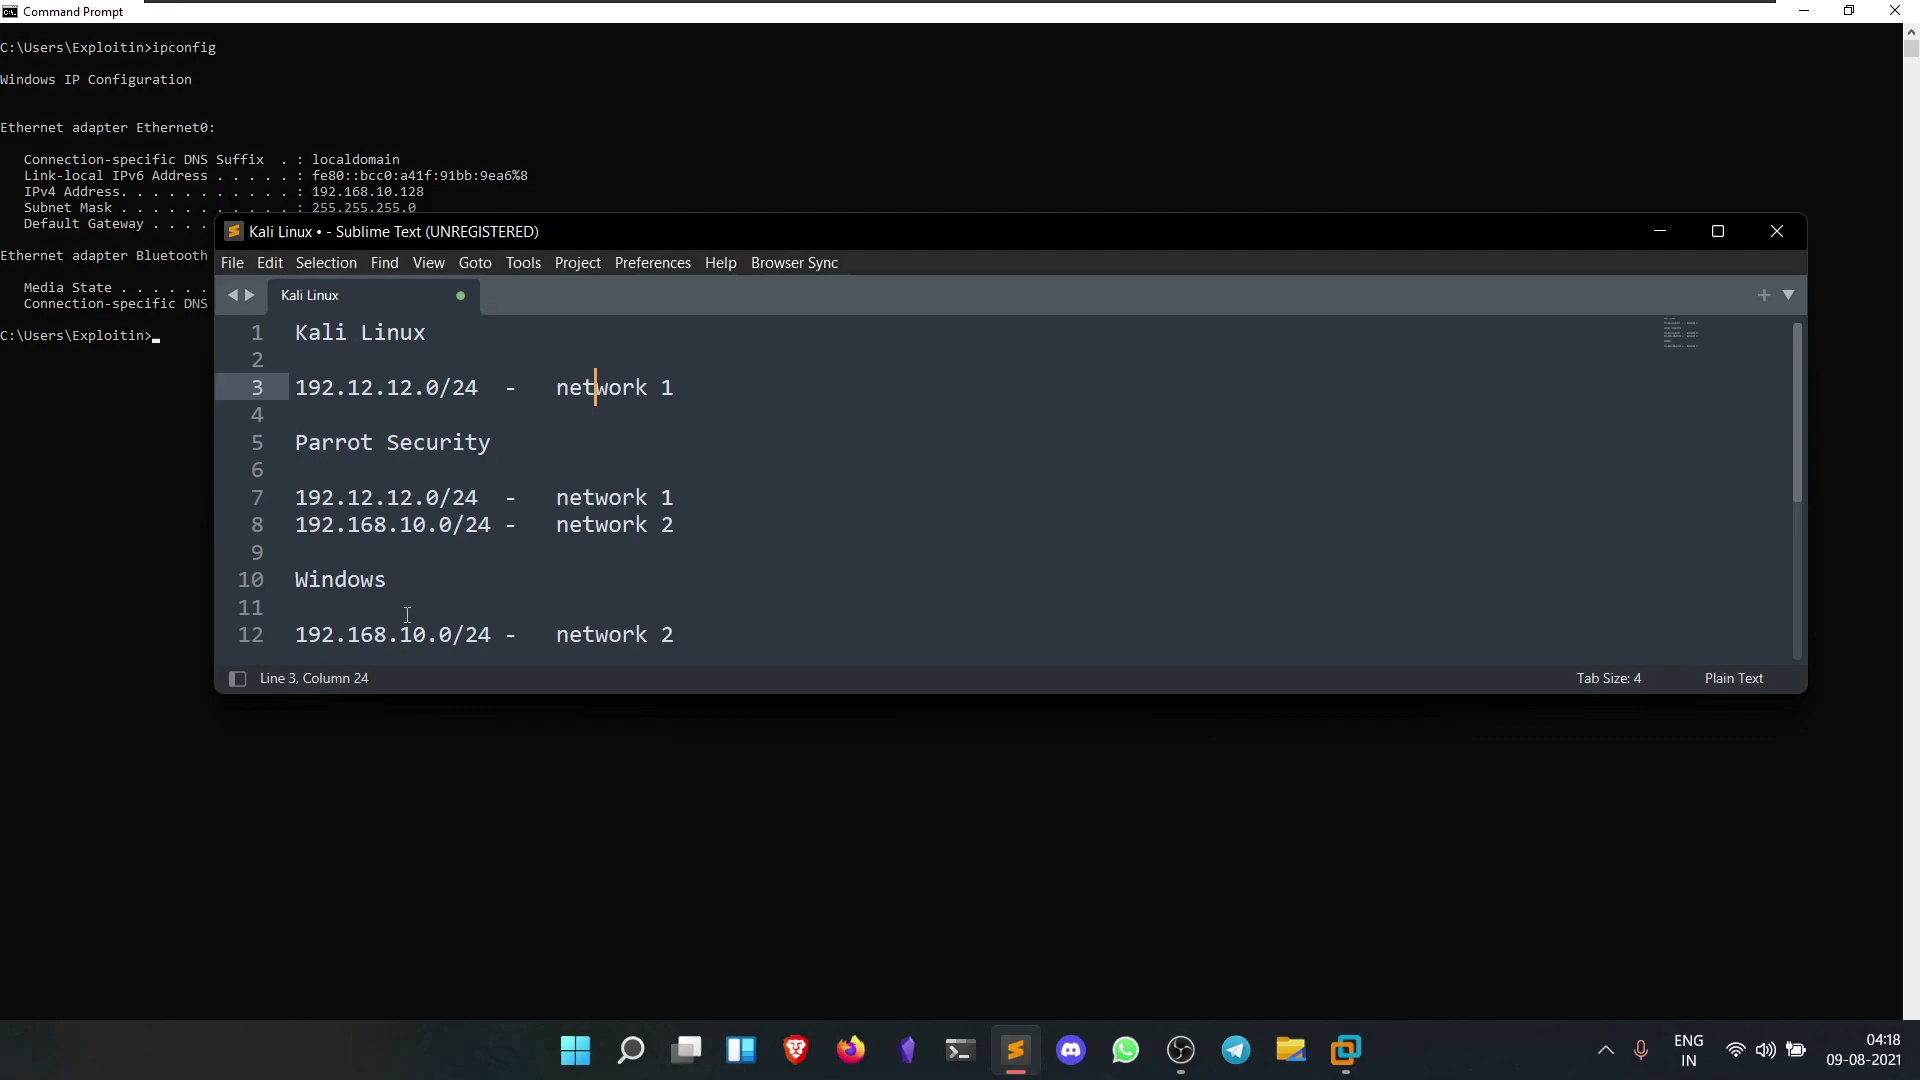 Command Prompt
C:\Users\Exploitin>ipconfig
Windows IP Configuration
Ethernet adapter Ethernet0:
Connection-specific DNS Suffix . : localdomain
Link-local IPv6 Address . . . . . : fe80::bcc0:a41f:91bb:9ea6%8
IPv4 Address. . . . . . . . . . . : 192.168.10.128
Subnet Mask . . . . . . . . . . . : 255.255.255.0
Default Gateway . . . .
Ethernet adapter Bluetooth
Media State . . . . . .
Connection-specific DNS
C:\Users\Exploitin>
Kali Linux • - Sublime Text (UNREGISTERED)
File Edit Selection Find View Goto Tools Project Preferences Help Browser Sync
Kali Linux
1 Kali Linux
2
3 192.12.12.0/24 - network 1
4
5 Parrot Security
6
7 192.12.12.0/24 - network 1
8 192.168.10.0/24 - network 2
9
10 Windows
11
12 192.168.10.0/24 - network 2
Line 3, Column 24 Tab Size: 4 Plain Text
ENG
IN
04:18
09-08-2021